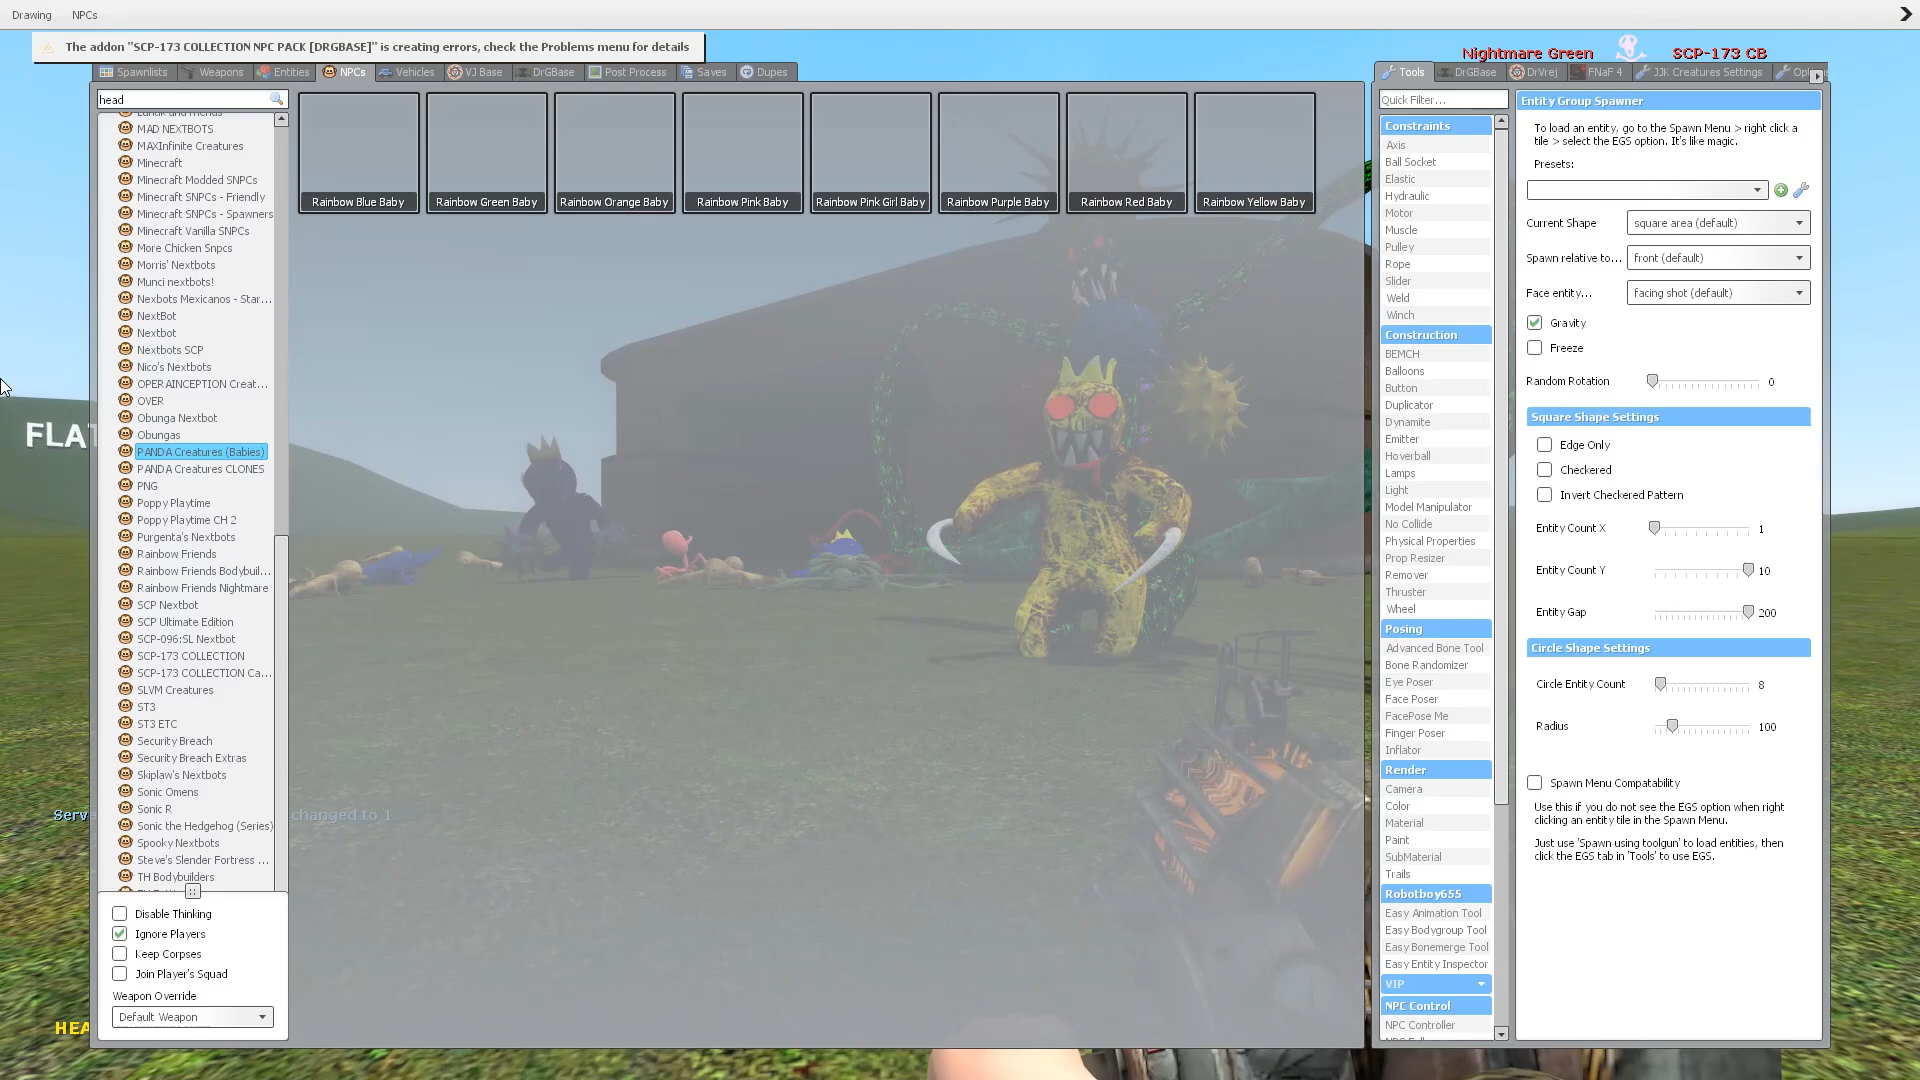 Drawing NPCs
The addon "SCP-173 COLLECTION NPC PACK [DRGBASE]" is creating errors, check the Problems menu for details
Nightmare Green SCP-173 CB
Spawnlists Weapons Entities NPCs Vehicles VJ Base DrGBase Post Process Saves Dupes
head
MAD NEXTBOTS
MAXInfinite Creatures
Minecraft
Minecraft Modded SNPCs
Minecraft SNPCs - Friendly
Minecraft SNPCs - Spawners
Minecraft Vanilla SNPCs
More Chicken Snpcs
Morris' Nextbots
Munci nextbots!
Nexbots Mexicanos - Star...
NextBot
Nextbot
Nextbots SCP
Nico's Nextbots
OPERAINCEPTION Creat...
OVER
Obunga Nextbot
Obungas
PANDA Creatures (Babies)
PANDA Creatures CLONES
PNG
Poppy Playtime
Poppy Playtime CH 2
Purgenta's Nextbots
Rainbow Friends
Rainbow Friends Bodybuil...
Rainbow Friends Nightmare
SCP Nextbot
SCP Ultimate Edition
SCP-096:SL Nextbot
SCP-173 COLLECTION
SCP-173 COLLECTION Ca...
SLVM Creatures
ST3
ST3 ETC
Security Breach
Security Breach Extras
Skiplaw's Nextbots
Sonic Omens
Sonic R
Sonic the Hedgehog (Series)
Spooky Nextbots
Steve's Slender Fortress ...
TH Bodybuilders
Disable Thinking
Ignore Players
Keep Corpses
Join Player's Squad
Weapon Override
Default Weapon
Rainbow Blue Baby
Rainbow Green Baby
Rainbow Orange Baby
Rainbow Pink Baby
Rainbow Pink Girl Baby
Rainbow Purple Baby
Rainbow Red Baby
Rainbow Yellow Baby
FLAT
Serve
changed to 1
HEA
Tools DrGBase DrVrej FNaF 4 JJK Creatures Settings Op
Quick Filter...
Constraints
Axis
Ball Socket
Elastic
Hydraulic
Motor
Muscle
Pulley
Rope
Slider
Weld
Winch
Construction
BEMCH
Balloons
Button
Duplicator
Dynamite
Emitter
Hoverball
Lamps
Light
Model Manipulator
No Collide
Physical Properties
Prop Resizer
Remover
Thruster
Wheel
Posing
Advanced Bone Tool
Bone Randomizer
Eye Poser
Face Poser
FacePose Me
Finger Poser
Inflator
Render
Camera
Color
Material
Paint
SubMaterial
Trails
Robotboy655
Easy Animation Tool
Easy Bodygroup Tool
Easy Bonemerge Tool
Easy Entity Inspector
VIP
NPC Control
NPC Controller
Entity Group Spawner
To load an entity, go to the Spawn Menu > right click a
tile > select the EGS option. It's like magic.
Presets:
Current Shape square area (default)
Spawn relative to... front (default)
Face entity... facing shot (default)
Gravity
Freeze
Random Rotation 0
Square Shape Settings
Edge Only
Checkered
Invert Checkered Pattern
Entity Count X 1
Entity Count Y 10
Entity Gap 200
Circle Shape Settings
Circle Entity Count 8
Radius 100
Spawn Menu Compatability
Use this if you do not see the EGS option when right
clicking an entity tile in the Spawn Menu.
Just use 'Spawn using toolgun' to load entities, then
click the EGS tab in 'Tools' to use EGS.